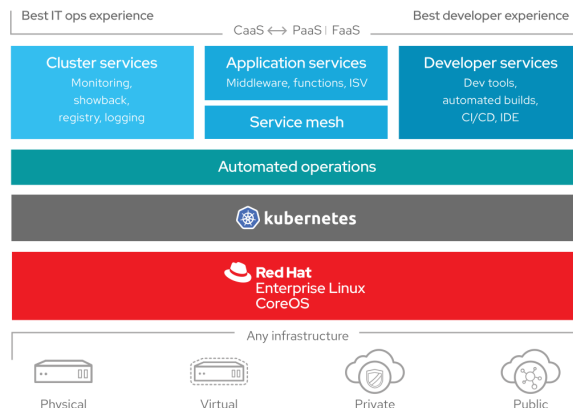 Best IT ops experience
Best developer experience
CaaS ↔ PaaS | FaaS
Cluster services
Monitoring,
showback,
registry, logging
Application services
Middleware, functions, ISV
Service mesh
Developer services
Dev tools,
automated builds,
CI/CD, IDE
Automated operations
kubernetes
Red Hat
Enterprise Linux
CoreOS
Any infrastructure
Physical
Virtual
Private
Public